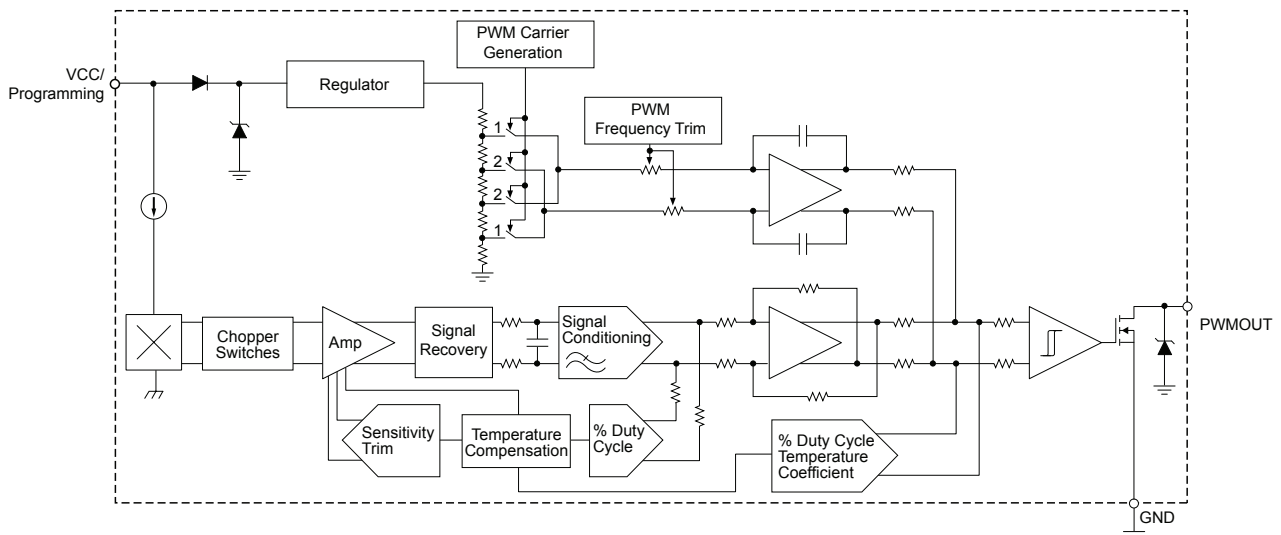 PWM Carrier
Generation
VCC/
Programming
Regulator
PWM
Frequency Trim
1
2
2
1
Chopper
Switches
Amp
Signal
Recovery
Signal
Conditioning
PWMOUT
Sensitivity
Trim
Temperature
Compensation
% Duty
Cycle
% Duty Cycle
Temperature
Coefficient
GND